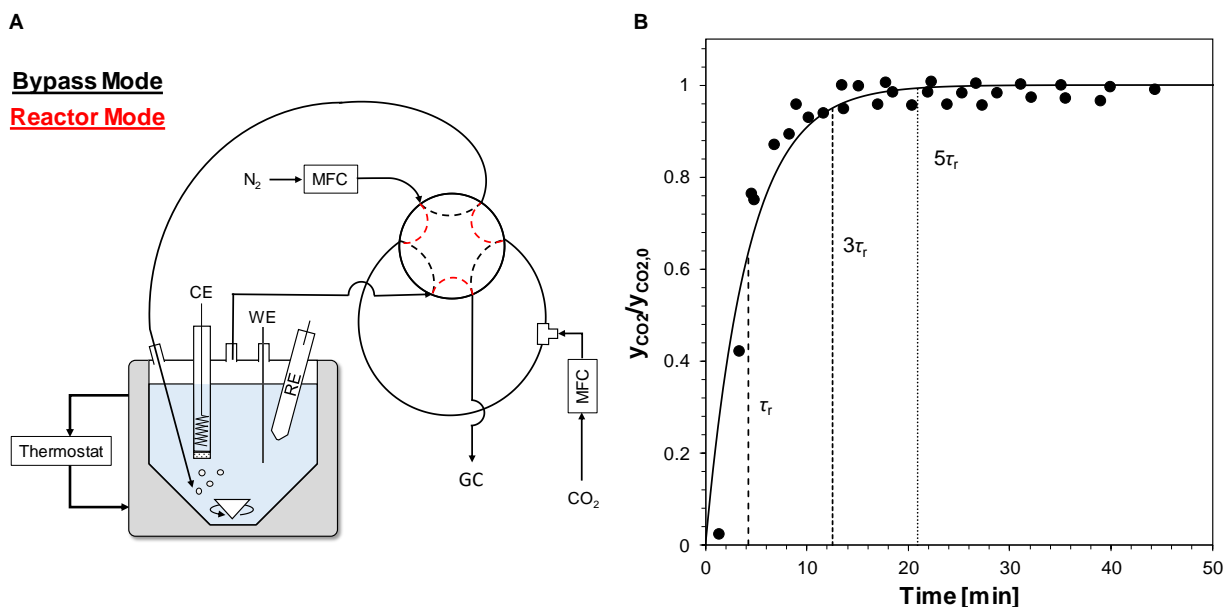 A
Bypass Mode
Reactor Mode
N₂
MFC
CE
WE
RE
MFC
Thermostat
GC
CO₂
B
1
0.8
0.6
0.4
0.2
0
yCO2/yCO2,0
τr
3τr
5τr
0
10
20
30
40
50
Time [min]